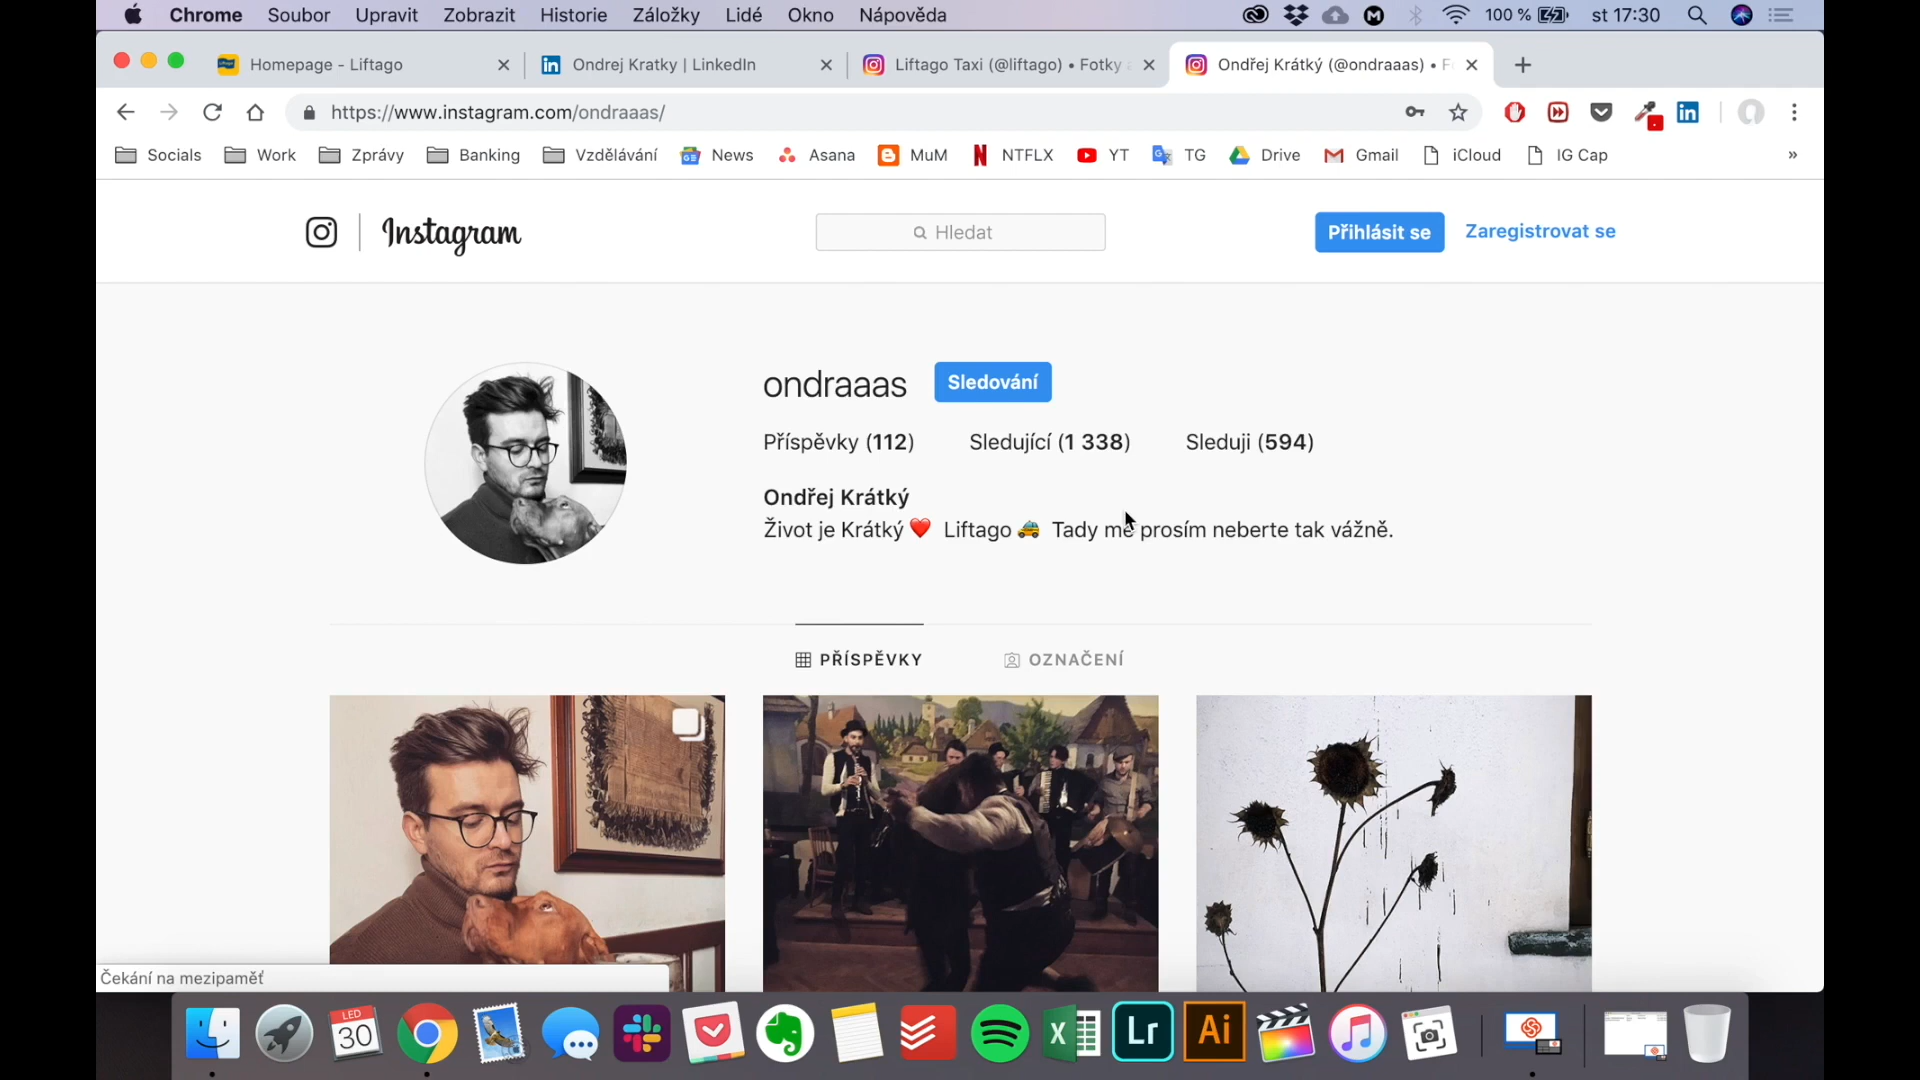 Chrome Soubor Upravit Zobrazit Historie Záložky Lidé Okno Nápověda 100 % st 17:30
Homepage - Liftago Ondrej Kratky | LinkedIn Liftago Taxi (@liftago) • Fotky Ondřej Krátký (@ondraaas) •
https://www.instagram.com/ondraaas/
Socials Work Zprávy Banking Vzdělávání News Asana MuM NTFLX YT TG Drive Gmail iCloud IG Cap »
Instagram Hledat Přihlásit se Zaregistrovat se
ondraaas Sledování
Příspěvky (112) Sledující (1 338) Sleduji (594)
Ondřej Krátký
Život je Krátký ❤️ Liftago 🚕 Tady mě prosím neberte tak vážně.
PŘÍSPĚVKY OZNAČENÍ
Čekání na mezipaměť
LED
30
Lr Ai